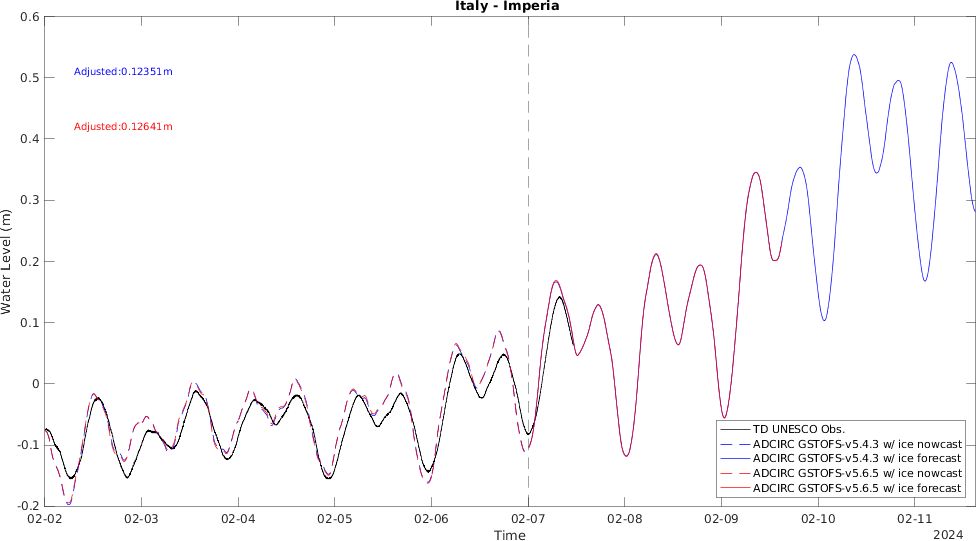 Italy - Imperia
0.6
0.5
0.4
0.3
0.2
0.1
0
-0.1
-0.2
Water Level (m)
Adjusted:0.12351m
Adjusted:0.12641m
TD UNESCO Obs.
ADCIRC GSTOFS-v5.4.3 w/ ice nowcast
ADCIRC GSTOFS-v5.4.3 w/ ice forecast
ADCIRC GSTOFS-v5.6.5 w/ ice nowcast
ADCIRC GSTOFS-v5.6.5 w/ ice forecast
02-02 02-03 02-04 02-05 02-06 02-07 02-08 02-09 02-10 02-11
Time
2024